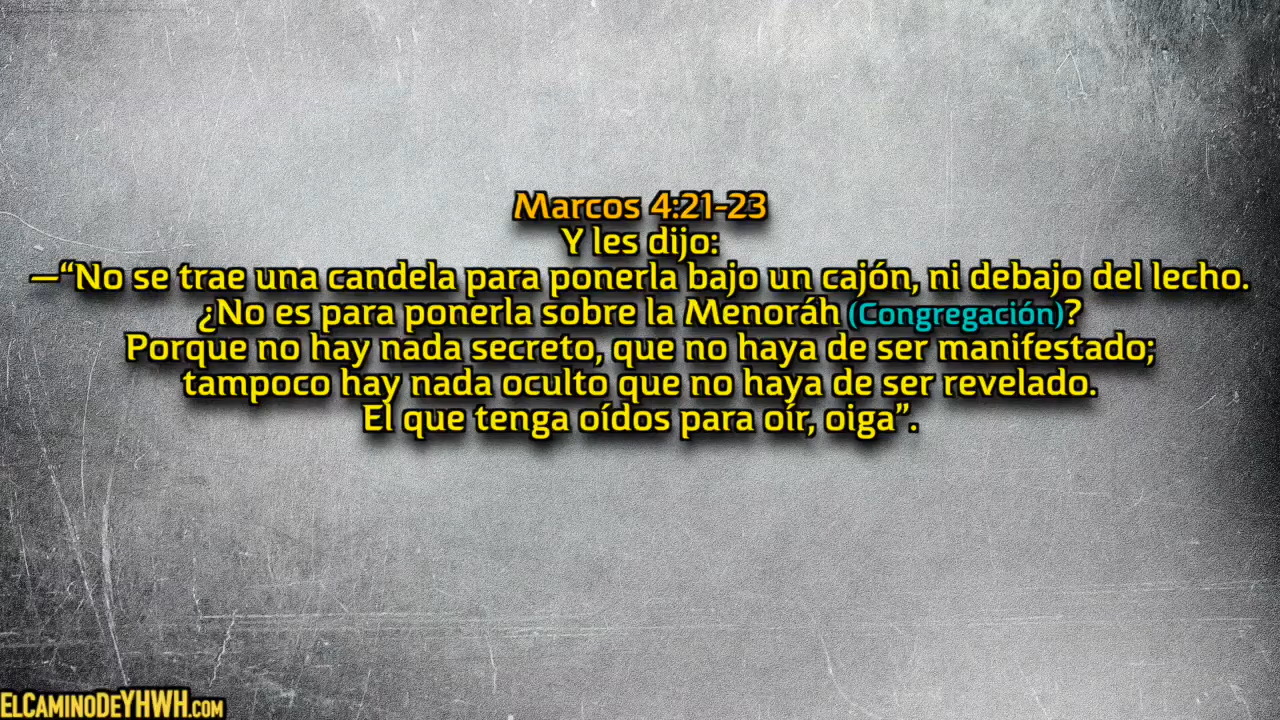 Marcos 4:21-23
Y les dijo:
—“No se trae una candela para ponerla bajo un cajón, ni debajo del lecho.
¿No es para ponerla sobre la Menoráh (Congregación)?
Porque no hay nada secreto, que no haya de ser manifestado;
tampoco hay nada oculto que no haya de ser revelado.
El que tenga oídos para oír, oiga”.
ELCAMINODEYHWH.COM